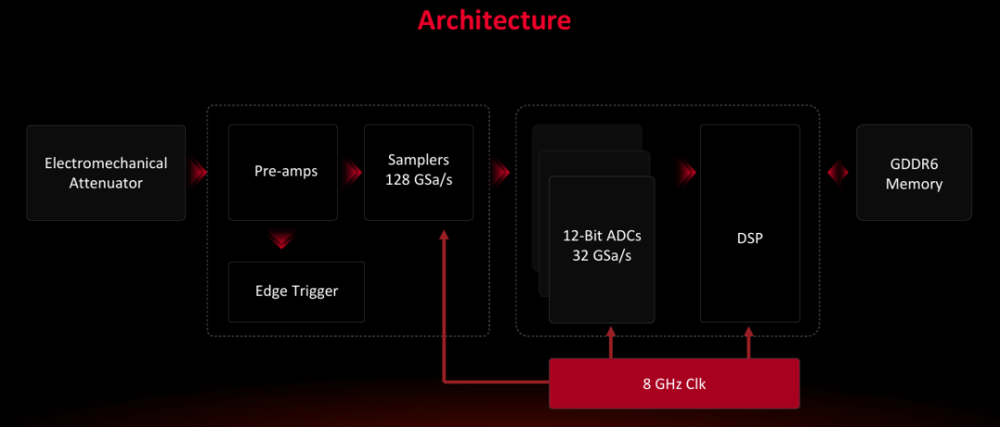 Architecture
Electromechanical
Attenuator
Pre-amps
Samplers
128 GSa/s
Edge Trigger
12-Bit ADCs
32 GSa/s
DSP
GDDR6
Memory
8 GHz Clk